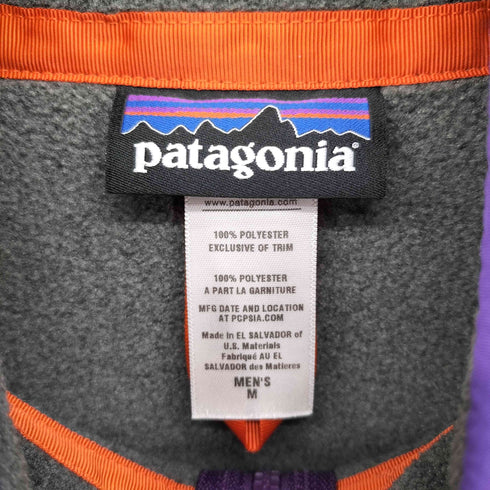 patagonia®
www.patagonia.com
100% POLYESTER
EXCLUSIVE OF TRIM
100% POLYESTER
A PART LA GARNITURE
MFG DATE AND LOCATION
AT PCPSIA.COM
Made in EL SALVADOR of
U.S. Materials
Fabriqué AU EL
SALVADOR des Matieres
MEN'S
M